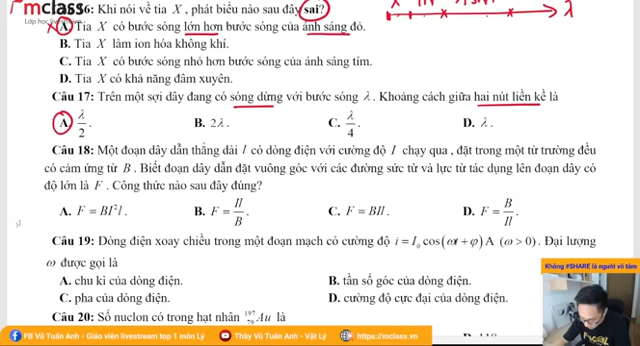 mclass
Lớp học
6: Khi nói về tia X, phát biểu nào sau đây sai?
A. Tia X có bước sóng lớn hơn bước sóng của ánh sáng đỏ.
B. Tia X làm ion hóa không khí.
C. Tia X có bước sóng nhỏ hơn bước sóng của ánh sáng tím.
D. Tia X có khả năng đâm xuyên.
Câu 17: Trên một sợi dây đang có sóng dừng với bước sóng λ. Khoảng cách giữa hai nút liền kề là
A. λ/2. B. 2λ. C. λ/4. D. λ.
Câu 18: Một đoạn dây dẫn thẳng dài l có dòng điện với cường độ I chạy qua, đặt trong một từ trường đều
có cảm ứng từ B. Biết đoạn dây dẫn đặt vuông góc với các đường sức từ và lực từ tác dụng lên đoạn dây có
độ lớn là F. Công thức nào sau đây đúng?
A. F = BI²l. B. F = Il/B. C. F = BIl. D. F = B/Il.
Câu 19: Dòng điện xoay chiều trong một đoạn mạch có cường độ i = I₀ cos(ωt + φ) A (ω > 0). Đại lượng
ω được gọi là
A. chu kì của dòng điện. B. tần số góc của dòng điện.
C. pha của dòng điện. D. cường độ cực đại của dòng điện.
Câu 20: Số nuclon có trong hạt nhân ¹⁹⁷₇₉Au là
λ
Không #SHARE là người vô tâm
FB Vũ Tuấn Anh - Giáo viên livestream top 1 môn Lý
Thầy Vũ Tuấn Anh - Vật Lý
https://mclass.vn